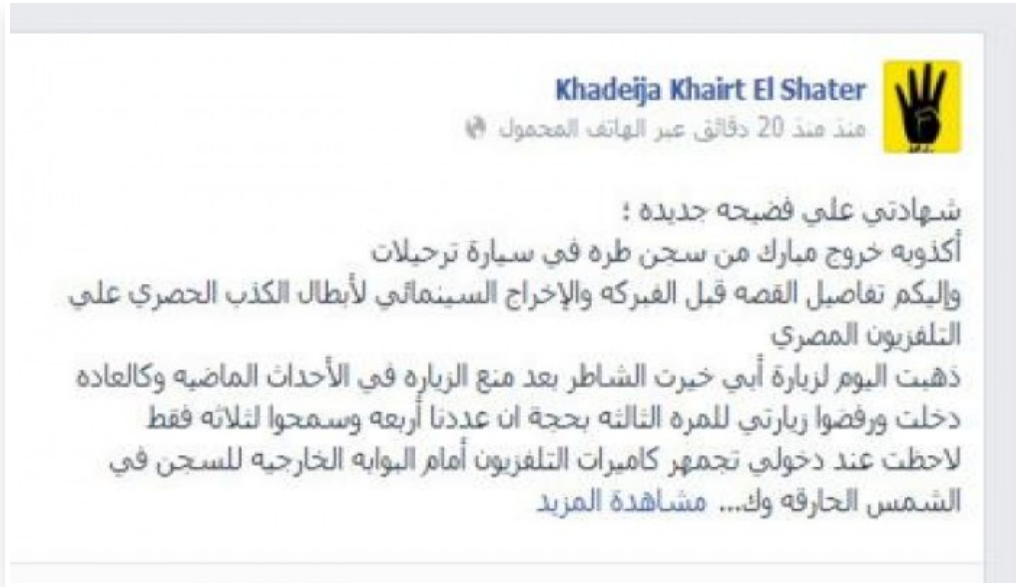 Khadeija Khairt El Shater
منذ منذ 20 دقائق عبر الهاتف المحمول
شهادتي علي فضيحه جديده ؛
أكذوبه خروج مبارك من سجن طره في سيارة ترحيلات
وإليكم تفاصيل القصه قبل الفبركه والإخراج السينمائي لأبطال الكذب الحصري علي
التلفزيون المصري
ذهبت اليوم لزيارة أبي خيرت الشاطر بعد منع الزياره في الأحداث الماضيه وكالعاده
دخلت ورفضوا زيارتي للمره الثالثه بحجة ان عددنا أربعه وسمحوا لثلاثه فقط
لاحظت عند دخولي تجمهر كاميرات التلفزيون أمام البوابه الخارجيه للسجن في
الشمس الحارقه وك... مشاهدة المزيد